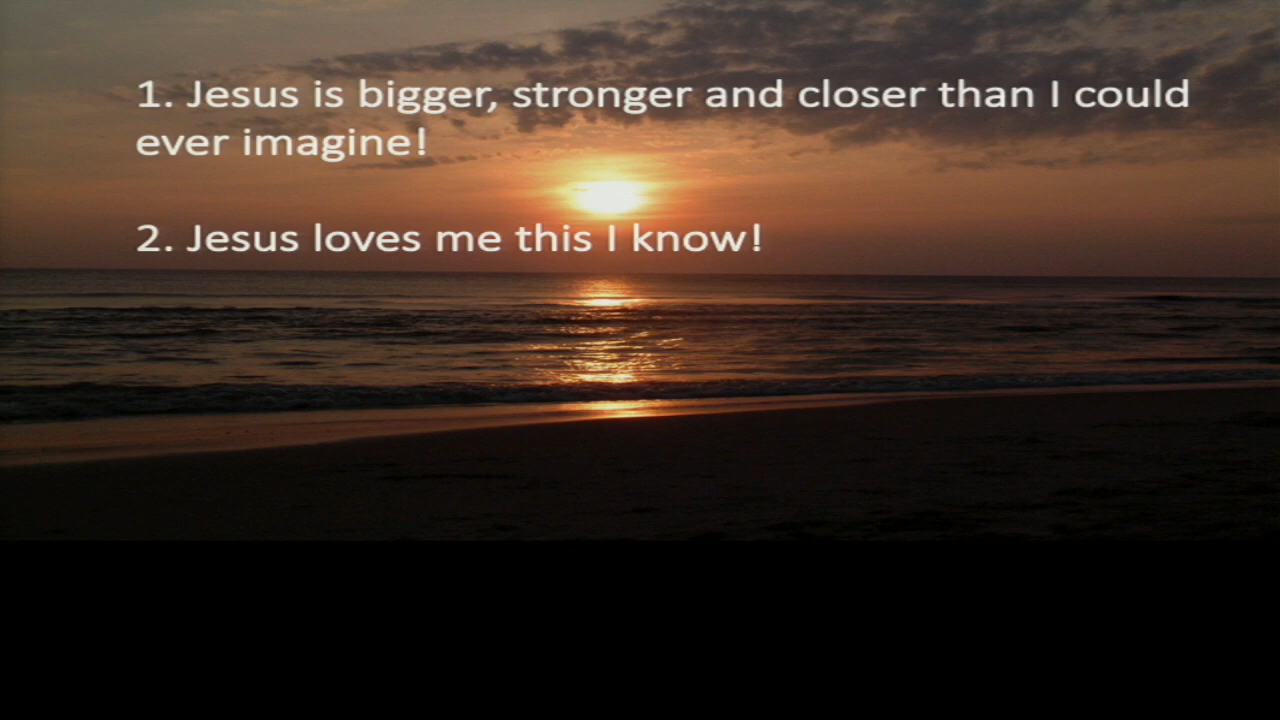 1. Jesus is bigger, stronger and closer than I could
ever imagine!
2. Jesus loves me this I know!